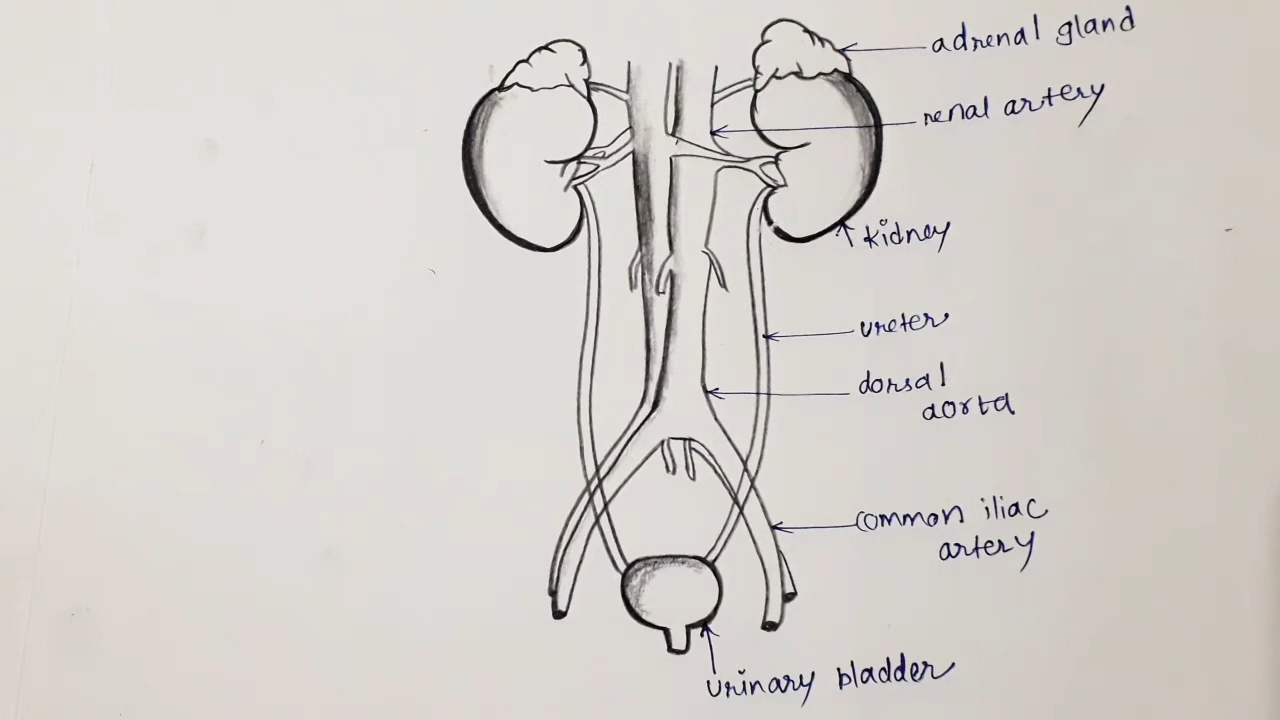 adrenal gland
renal artery
kidney
ureter
dorsal
aorta
common iliac
artery
urinary bladder